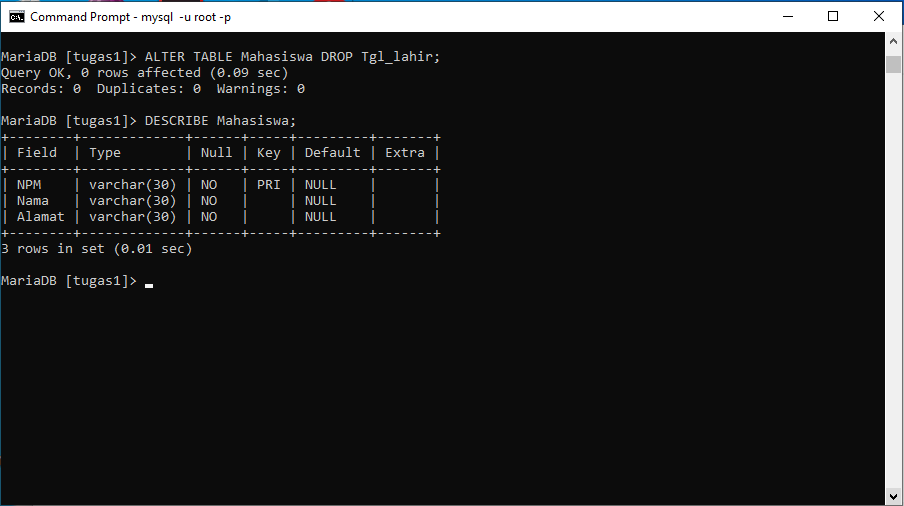 Command Prompt - mysql  -u root -p
MariaDB [tugas1]> ALTER TABLE Mahasiswa DROP Tgl_lahir;
Query OK, 0 rows affected (0.09 sec)
Records: 0  Duplicates: 0  Warnings: 0
MariaDB [tugas1]> DESCRIBE Mahasiswa;
+--------+-------------+------+-----+---------+-------+
| Field  | Type        | Null | Key | Default | Extra |
+--------+-------------+------+-----+---------+-------+
| NPM    | varchar(30) | NO   | PRI | NULL    |       |
| Nama   | varchar(30) | NO   |     | NULL    |       |
| Alamat | varchar(30) | NO   |     | NULL    |       |
+--------+-------------+------+-----+---------+-------+
3 rows in set (0.01 sec)
MariaDB [tugas1]>